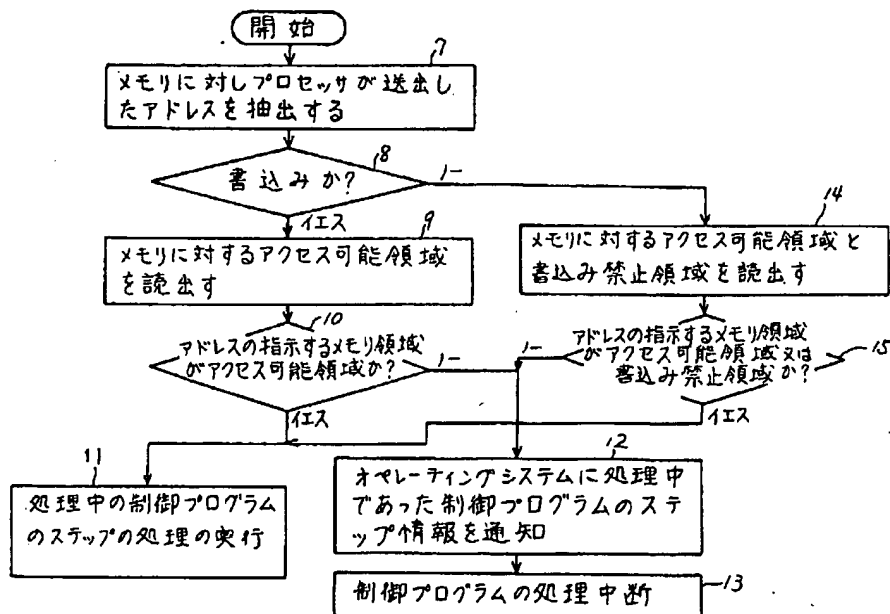 開始
7
メモリに対しプロセッサが送出し
たアドレスを抽出する
8
書込みか?
ノー
イエス
9
メモリに対するアクセス可能領域
を読出す
14
メモリに対するアクセス可能領域と
書込み禁止領域を読出す
10
アドレスの指示するメモリ領域
がアクセス可能領域か?
ノー
イエス
アドレスの指示するメモリ領域
がアクセス可能領域又は
書込み禁止領域か?
15
ノー
イエス
11
処理中の制御プログラム
のステップの処理の実行
12
オペレーティングシステムに処理中
であった制御プログラムのステ
ップ情報を通知
制御プログラムの処理中断
13